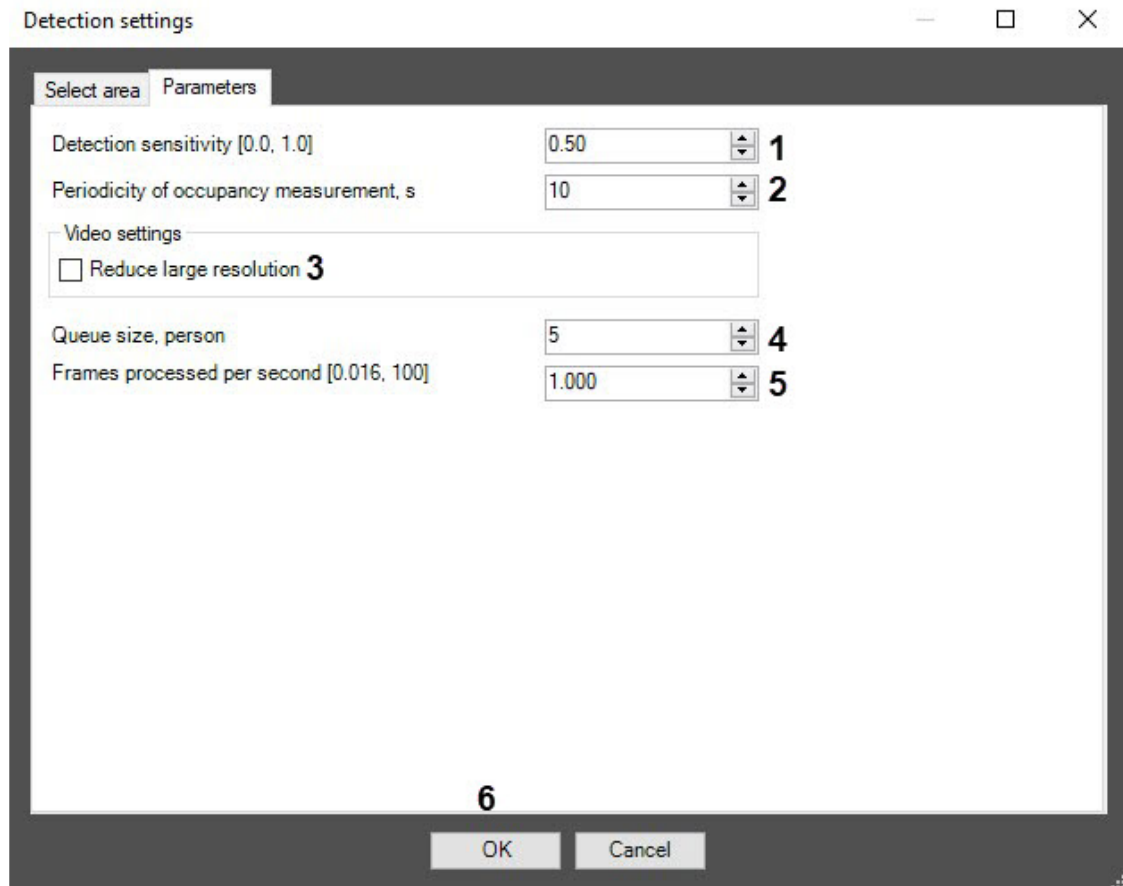 Detection settings
Select area Parameters
Detection sensitivity [0.0, 1.0] 0.50 1
Periodicity of occupancy measurement, s 10 2
Video settings
Reduce large resolution 3
Queue size, person 5 4
Frames processed per second [0.016, 100] 1.000 5
6
OK Cancel